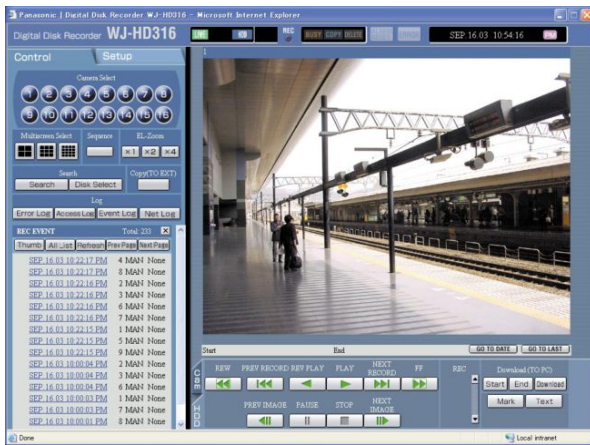 Panasonic | Digital Disk Recorder WJ-HD316 - Microsoft Internet Explorer
Digital Disk Recorder WJ-HD316
LIVE HDD REC BUSY COPY DELETE ERROR SEP.16.03 10:54:16 PM
Control Setup
1
Camera Select
1 2 3 4 5 6 7 8
9 10 11 12 13 14 15 16
Multiscreen Select Sequence EL-Zoom
×1 ×2 ×4
Search Copy(TO EXT)
Search Disk Select
Log
Error Log Access Log Event Log Net Log
REC EVENT Total: 233 X
Thumb All List Refresh Prev Page Next Page
SEP.16.03 10:22:17 PM 4 MAN None
SEP.16.03 10:22:17 PM 8 MAN None
SEP.16.03 10:22:16 PM 2 MAN None
SEP.16.03 10:22:16 PM 3 MAN None
SEP.16.03 10:22:16 PM 6 MAN None
SEP.16.03 10:22:16 PM 7 MAN None
SEP.16.03 10:22:15 PM 1 MAN None
SEP.16.03 10:22:15 PM 5 MAN None
SEP.16.03 10:22:15 PM 9 MAN None
SEP.16.03 10:00:04 PM 2 MAN None
SEP.16.03 10:00:04 PM 3 MAN None
SEP.16.03 10:00:04 PM 6 MAN None
SEP.16.03 10:00:03 PM 1 MAN None
SEP.16.03 10:00:03 PM 7 MAN None
SEP.16.03 10:00:01 PM 8 MAN None
Start End GO TO DATE GO TO LAST
CAM
HDD
REW PREV RECORD REV PLAY PLAY NEXT RECORD FF
PREV IMAGE PAUSE STOP NEXT IMAGE
REC
Download (TO PC)
Start End Download
Mark Text
Done Local intranet